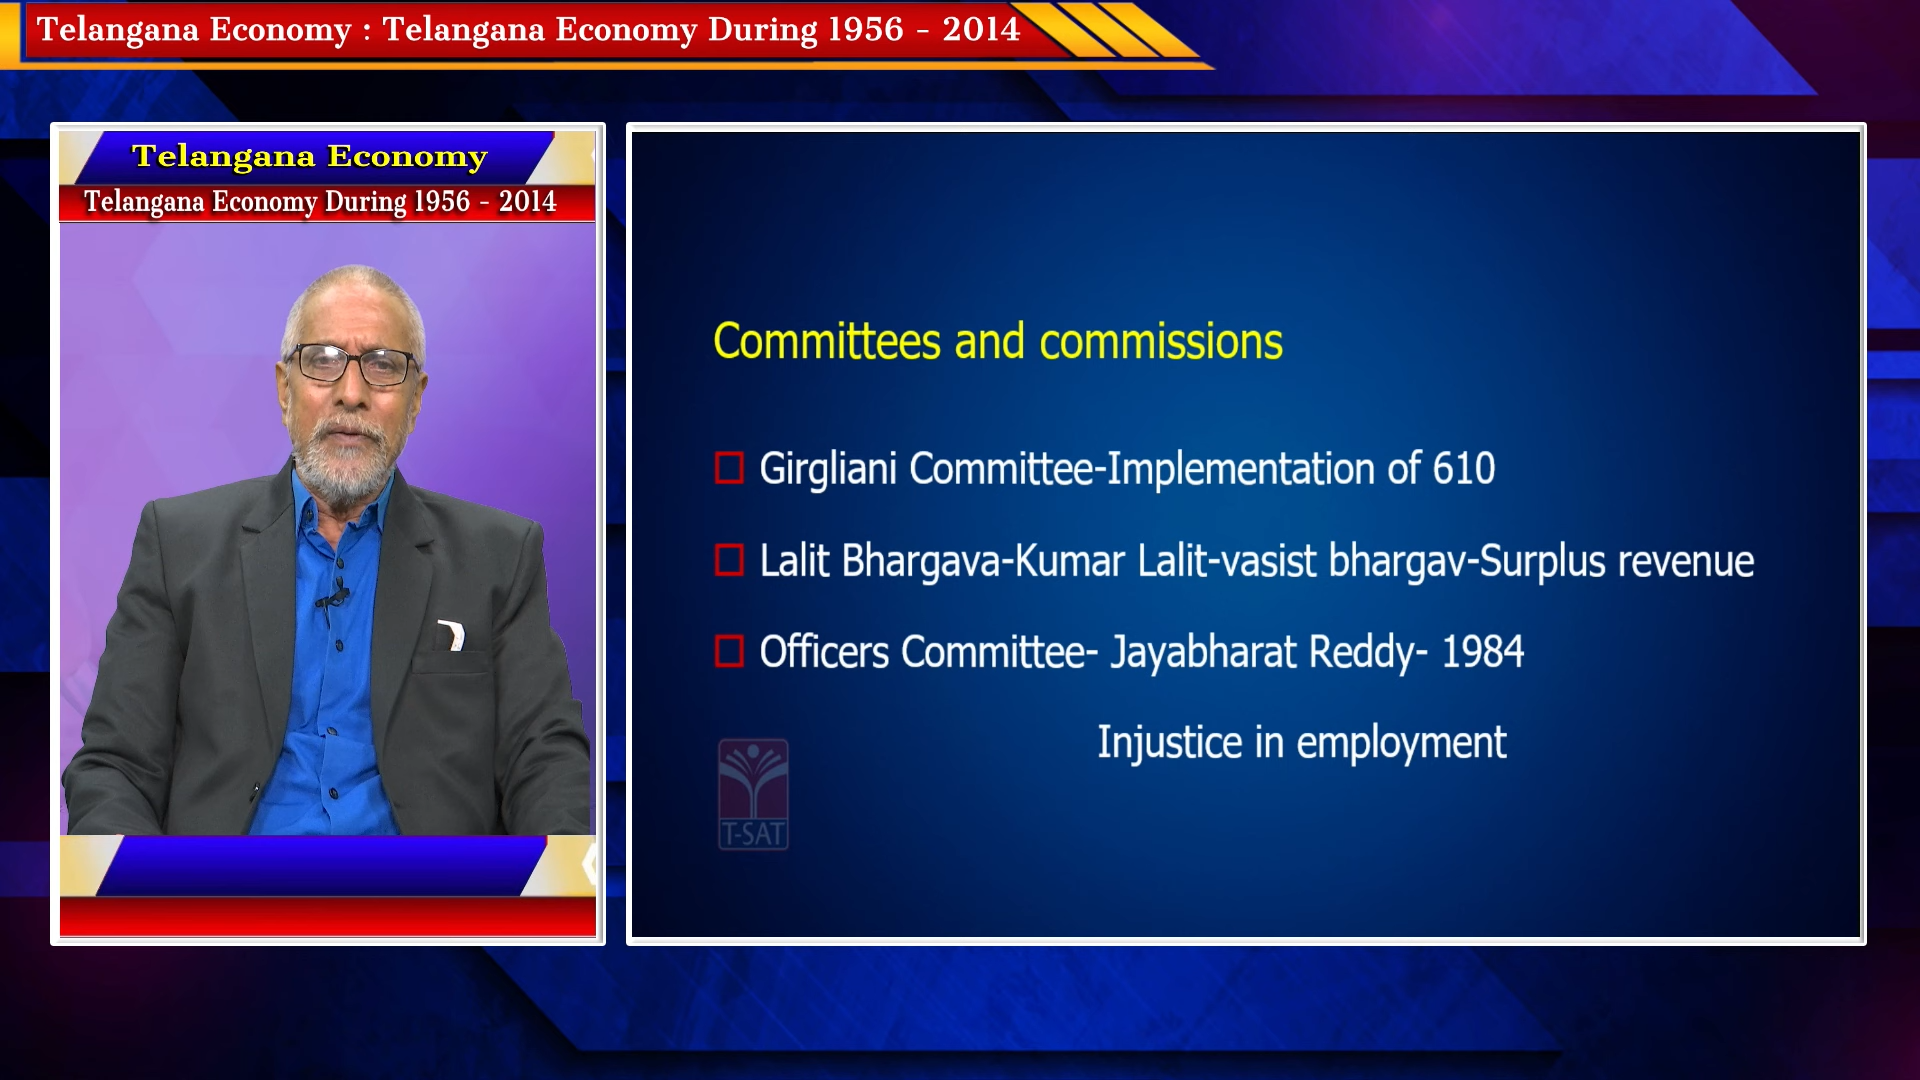 Telangana Economy : Telangana Economy During 1956 - 2014
Telangana Economy
Telangana Economy During 1956 - 2014
Committees and commissions
Girgliani Committee-Implementation of 610
Lalit Bhargava-Kumar Lalit-vasist bhargav-Surplus revenue
Officers Committee- Jayabharat Reddy- 1984
Injustice in employment
T-SAT